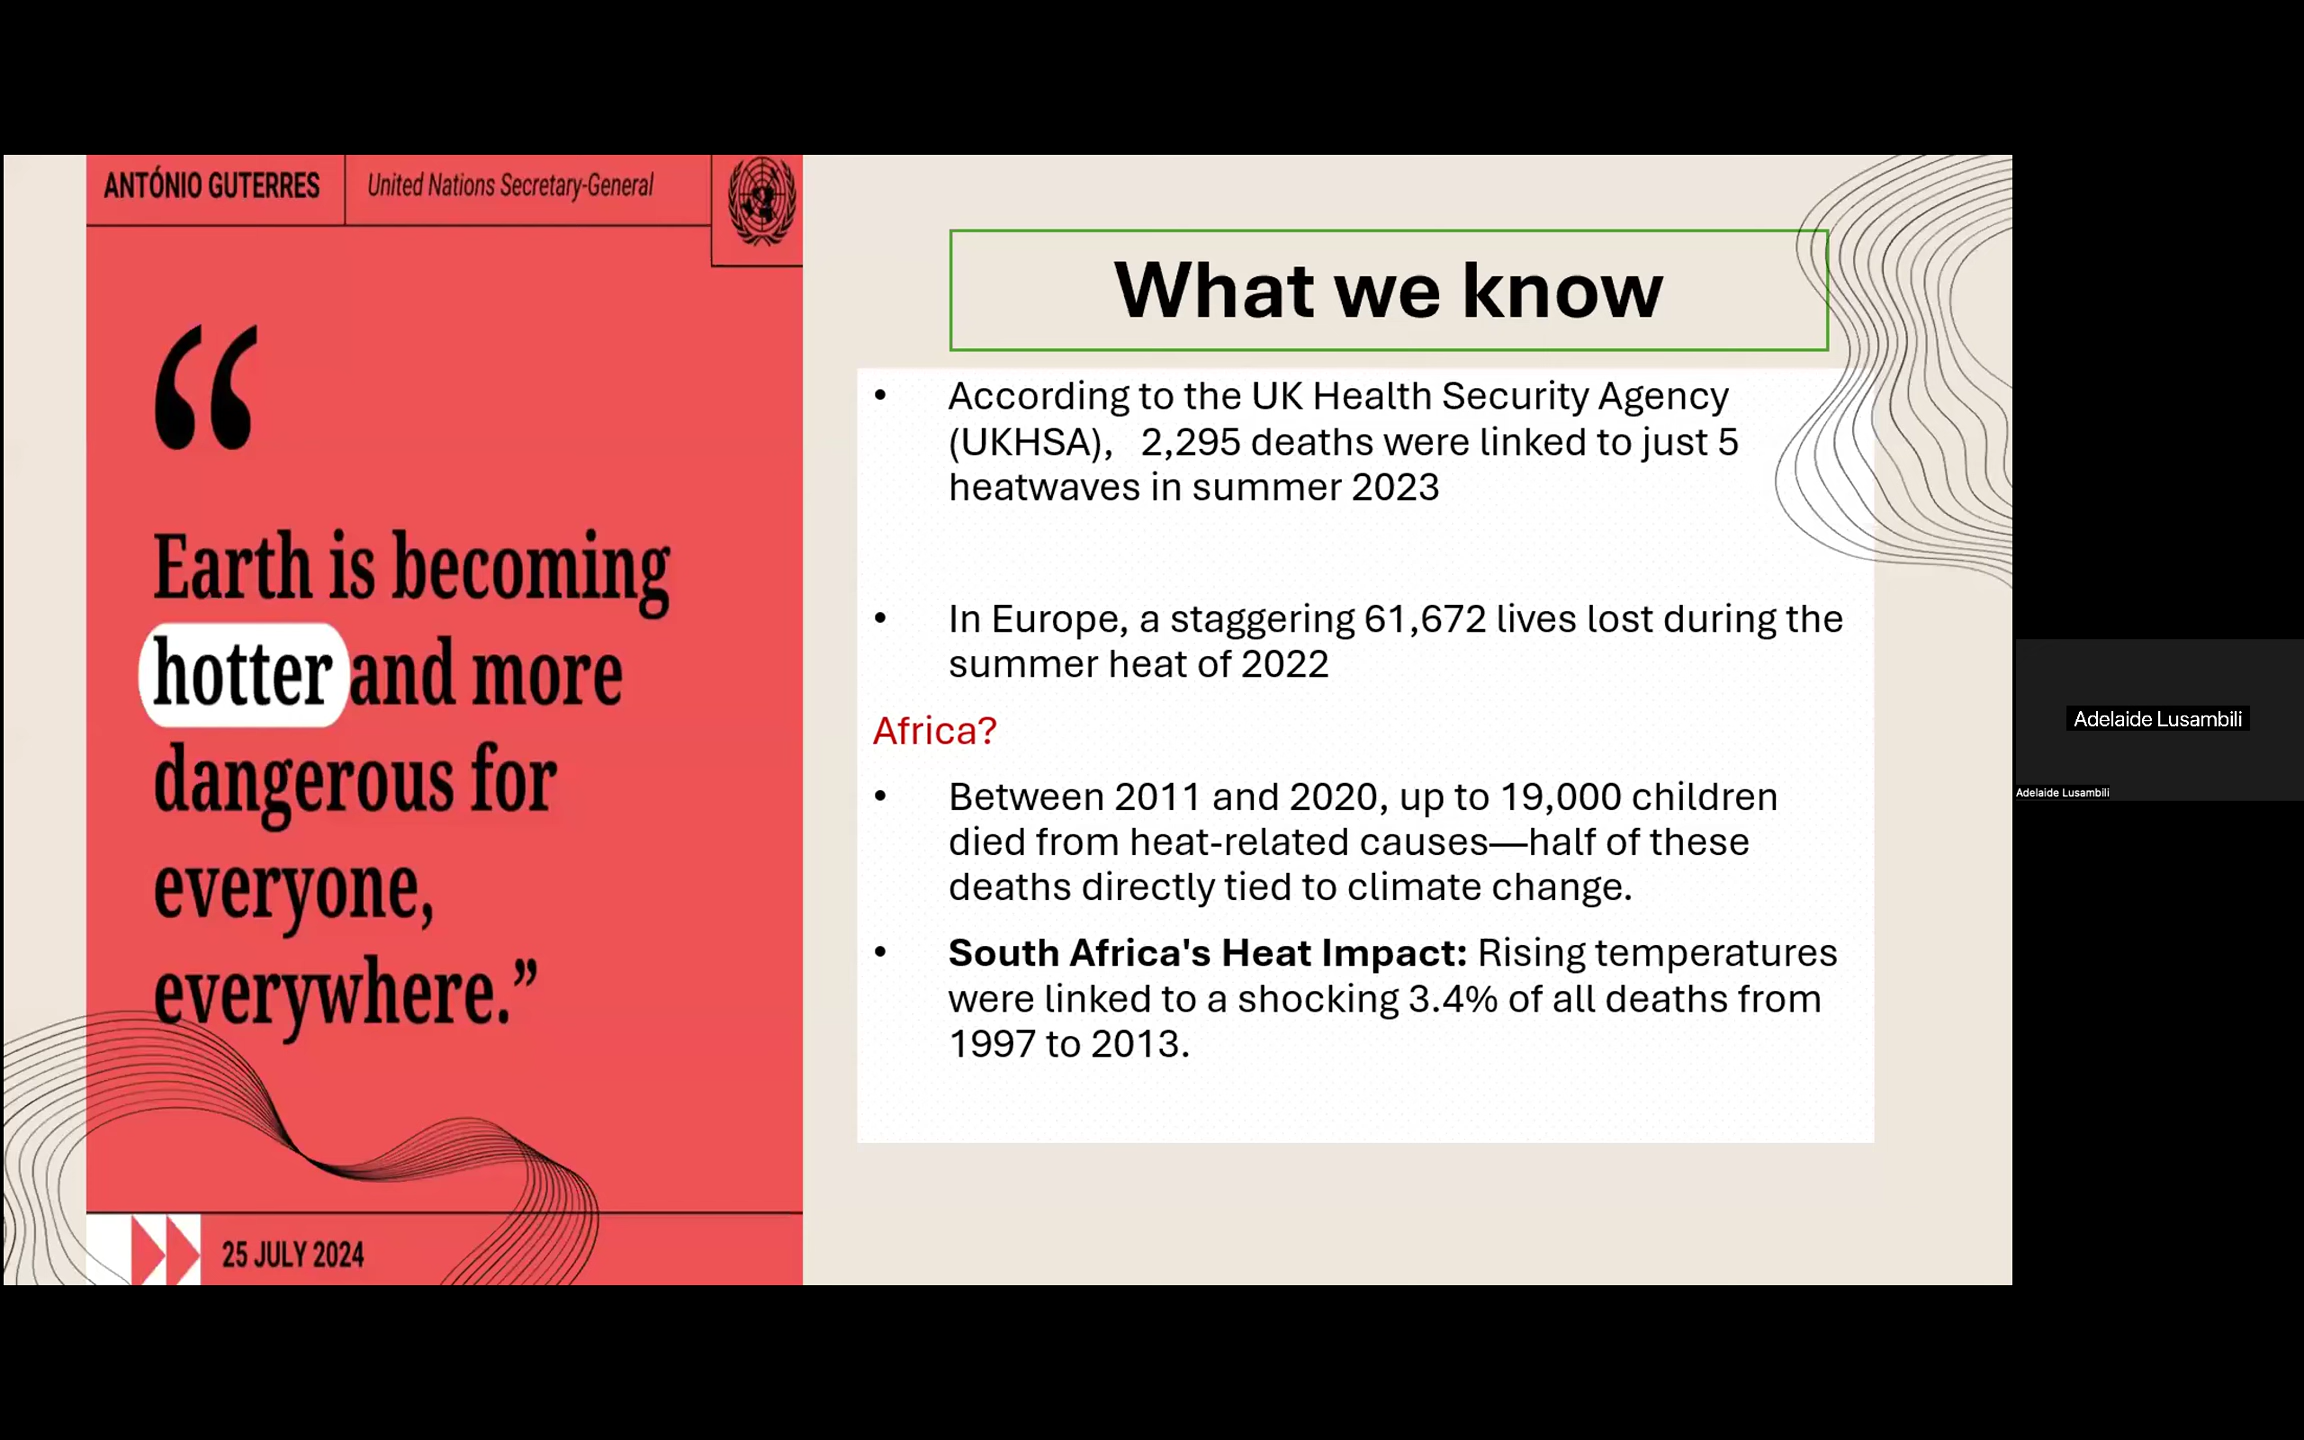 ANTÓNIO GUTERRES
United Nations Secretary-General
“
Earth is becoming
hotter and more
dangerous for
everyone,
everywhere.”
25 JULY 2024
What we know
• According to the UK Health Security Agency
(UKHSA), 2,295 deaths were linked to just 5
heatwaves in summer 2023
• In Europe, a staggering 61,672 lives lost during the
summer heat of 2022
Africa?
• Between 2011 and 2020, up to 19,000 children
died from heat-related causes—half of these
deaths directly tied to climate change.
• South Africa's Heat Impact: Rising temperatures
were linked to a shocking 3.4% of all deaths from
1997 to 2013.
Adelaide Lusambili
Adelaide Lusambili